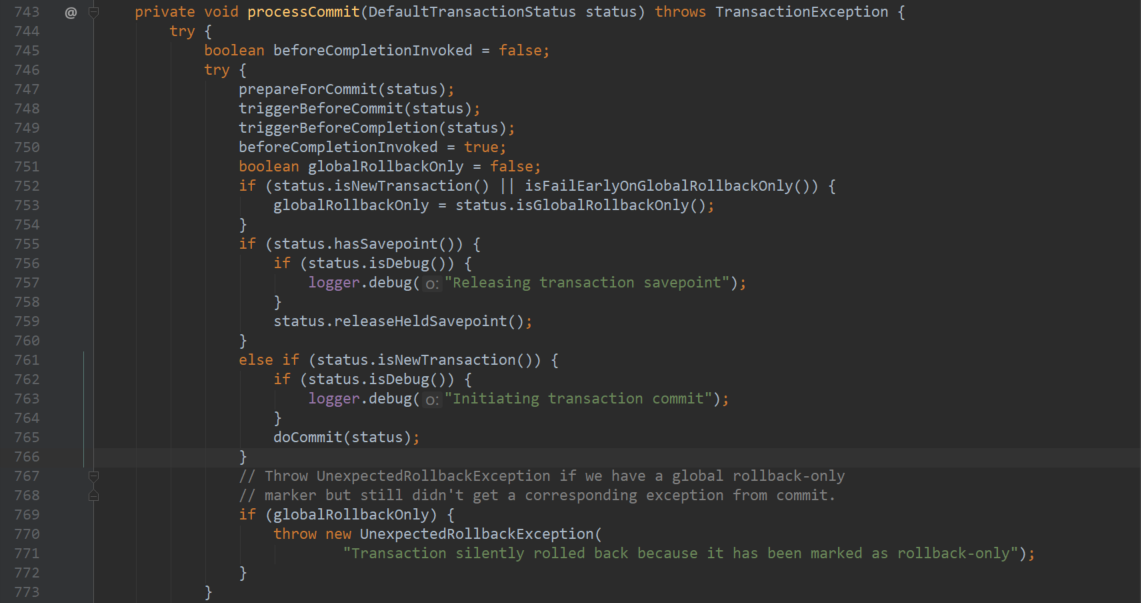 743 @ private void processCommit(DefaultTransactionStatus status) throws TransactionException {
744 try {
745 boolean beforeCompletionInvoked = false;
746 try {
747 prepareForCommit(status);
748 triggerBeforeCommit(status);
749 triggerBeforeCompletion(status);
750 beforeCompletionInvoked = true;
751 boolean globalRollbackOnly = false;
752 if (status.isNewTransaction() || isFailEarlyOnGlobalRollbackOnly()) {
753 globalRollbackOnly = status.isGlobalRollbackOnly();
754 }
755 if (status.hasSavepoint()) {
756 if (status.isDebug()) {
757 logger.debug( o: "Releasing transaction savepoint");
758 }
759 status.releaseHeldSavepoint();
760 }
761 else if (status.isNewTransaction()) {
762 if (status.isDebug()) {
763 logger.debug( o: "Initiating transaction commit");
764 }
765 doCommit(status);
766 }
767 // Throw UnexpectedRollbackException if we have a global rollback-only
768 // marker but still didn't get a corresponding exception from commit.
769 if (globalRollbackOnly) {
770 throw new UnexpectedRollbackException(
771 "Transaction silently rolled back because it has been marked as rollback-only");
772 }
773 }